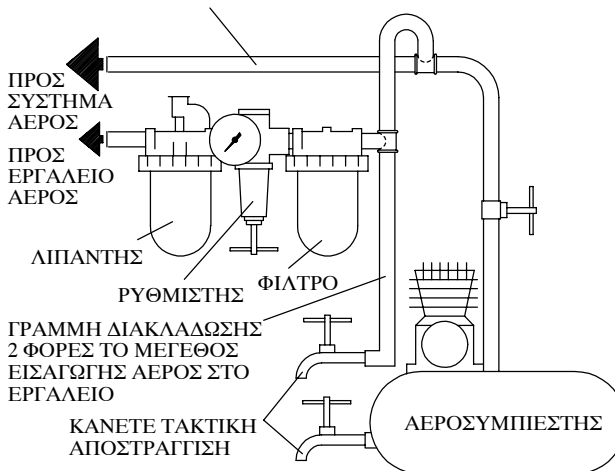 ΠΡΟΣ
ΣΥΣΤΗΜΑ
ΑΕΡΟΣ
ΠΡΟΣ
ΕΡΓΑΛΕΙΟ
ΑΕΡΟΣ
ΛΙΠΑΝΤΗΣ
ΡΥΘΜΙΣΤΗΣ
ΦΙΛΤΡΟ
ΓΡΑΜΜΗ ΔΙΑΚΛΑΔΩΣΗΣ
2 ΦΟΡΕΣ ΤΟ ΜΕΓΕΘΟΣ
ΕΙΣΑΓΩΓΗΣ ΑΕΡΟΣ ΣΤΟ
ΕΡΓΑΛΕΙΟ
ΚΑΝΕΤΕ ΤΑΚΤΙΚΗ
ΑΠΟΣΤΡΑΓΓΙΣΗ
ΑΕΡΟΣΥΜΠΙΕΣΤΗΣ